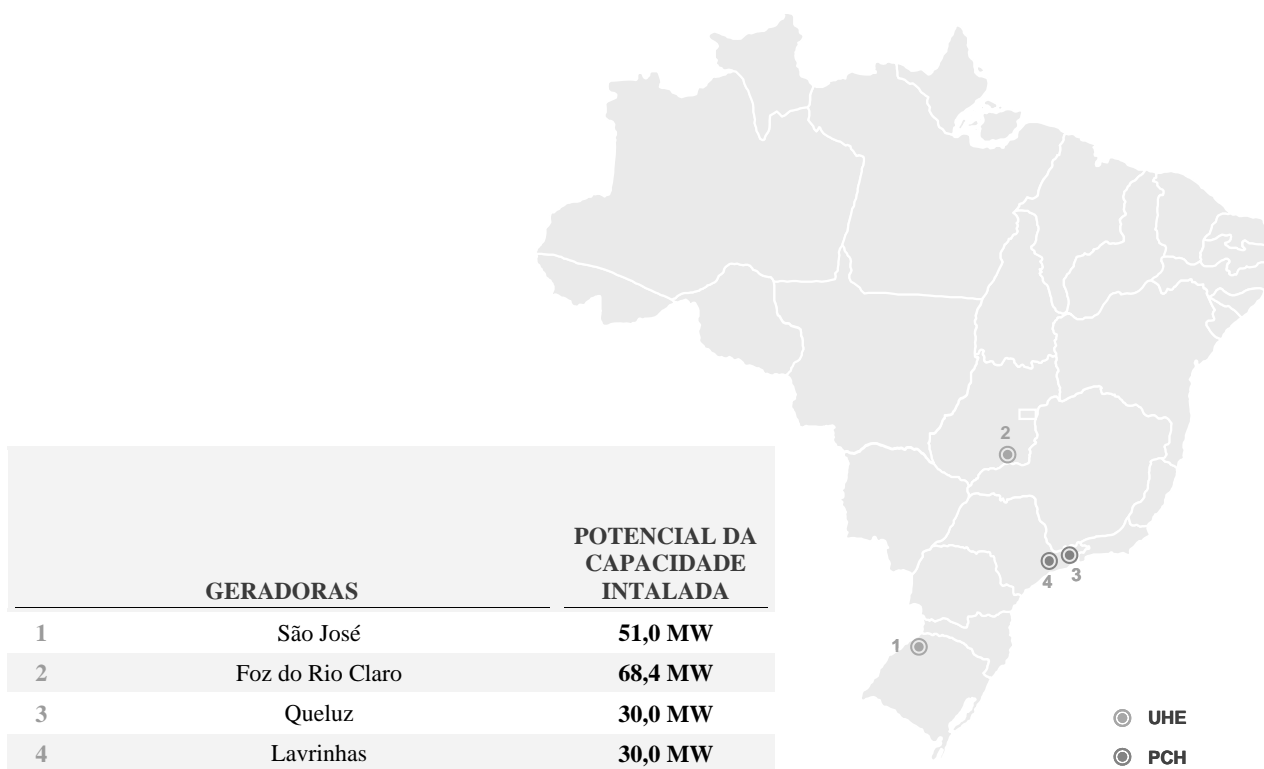 2
4
3
1
UHE
PCH
POTENCIAL DA
CAPACIDADE
GERADORAS INTALADA
1 São José 51,0 MW
2 Foz do Rio Claro 68,4 MW
3 Queluz 30,0 MW
4 Lavrinhas 30,0 MW